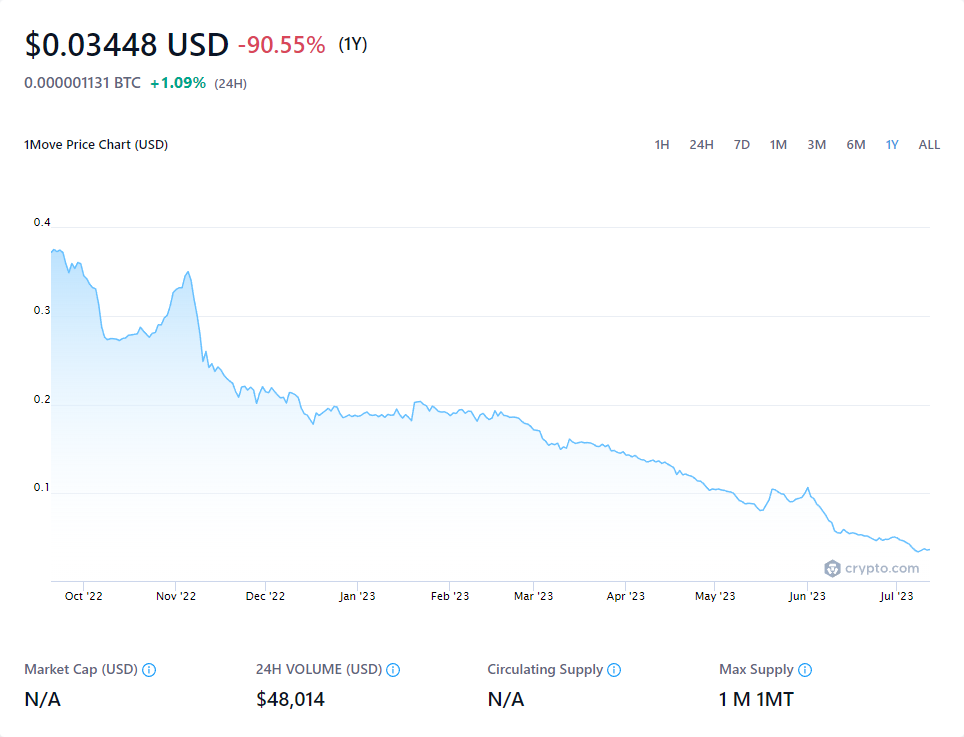 $0.03448 USD -90.55% (1Y)
0.000001131 BTC +1.09% (24H)
1Move Price Chart (USD) 1H 24H 7D 1M 3M 6M 1Y ALL
0.4
0.3
0.2
0.1
crypto.com
Oct '22 Nov '22 Dec '22 Jan '23 Feb '23 Mar '23 Apr '23 May '23 Jun '23 Jul '23
Market Cap (USD) 24H VOLUME (USD) Circulating Supply Max Supply
N/A $48,014 N/A 1 M 1MT